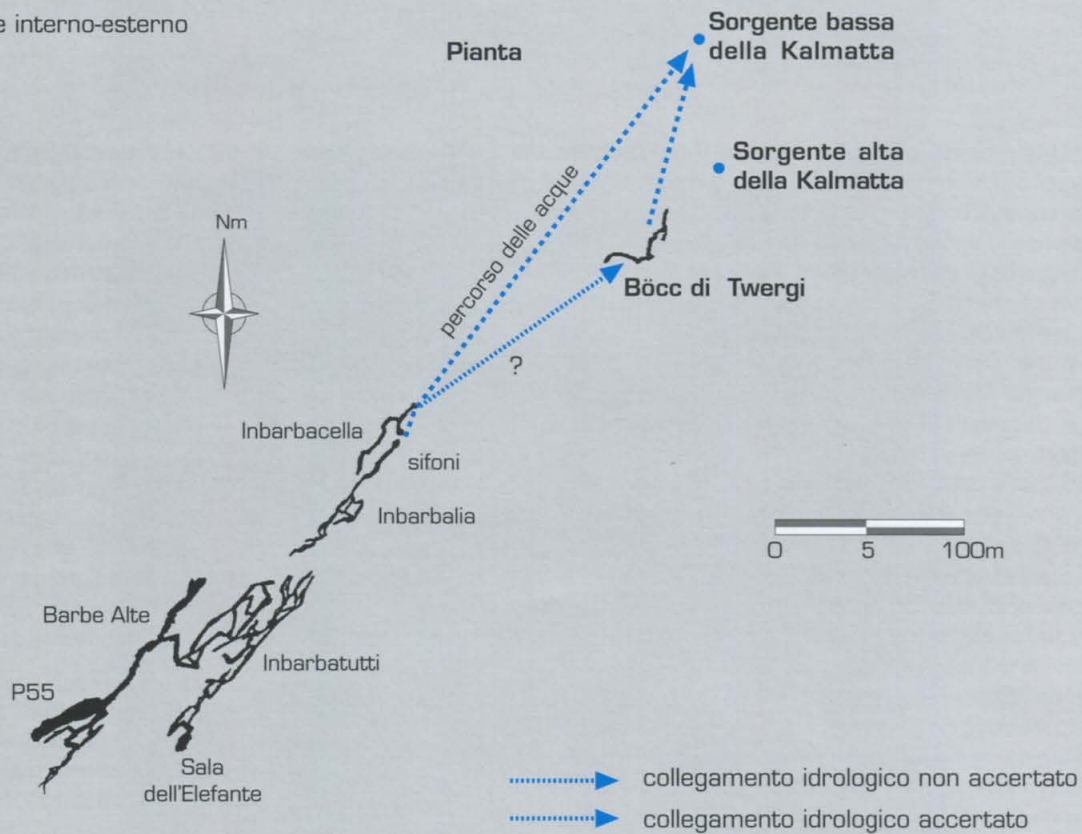 e interno-esterno
Pianta
Sorgente bassa
della Kalmatta
Sorgente alta
della Kalmatta
Nm
percorso delle acque
Böcc di Twergi
?
Inbarbacella
sifoni
Inbarbalia
0 5 100m
Barbe Alte
Inbarbatutti
P55
Sala
dell'Elefante
collegamento idrologico non accertato
collegamento idrologico accertato